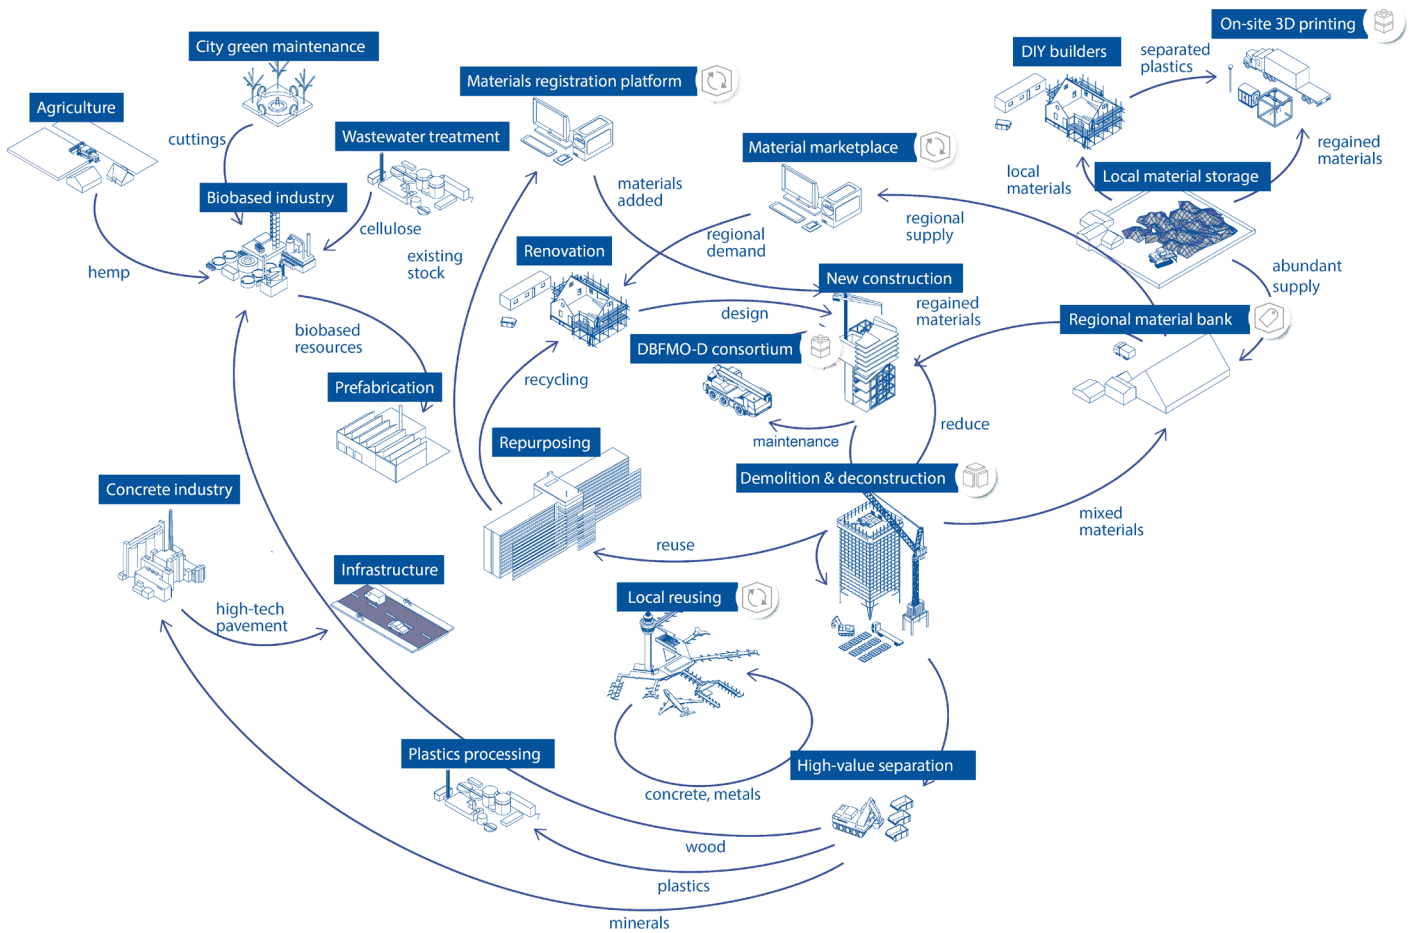 On-site 3D printing
City green maintenance
DIY builders
separated
plastics
Materials registration platform
Agriculture
cuttings
Wastewater treatment
Material marketplace
regained
materials
local
materials
Local material storage
materials
added
Biobased industry
cellulose
regional
supply
regional
demand
existing
stock
Renovation
hemp
abundant
supply
New construction
regained
materials
design
Regional material bank
biobased
resources
DBFMO-D consortium
recycling
Prefabrication
reduce
maintenance
Repurposing
Demolition & deconstruction
Concrete industry
mixed
materials
reuse
Infrastructure
Local reusing
high-tech
pavement
Plastics processing
High-value separation
concrete, metals
wood
plastics
minerals